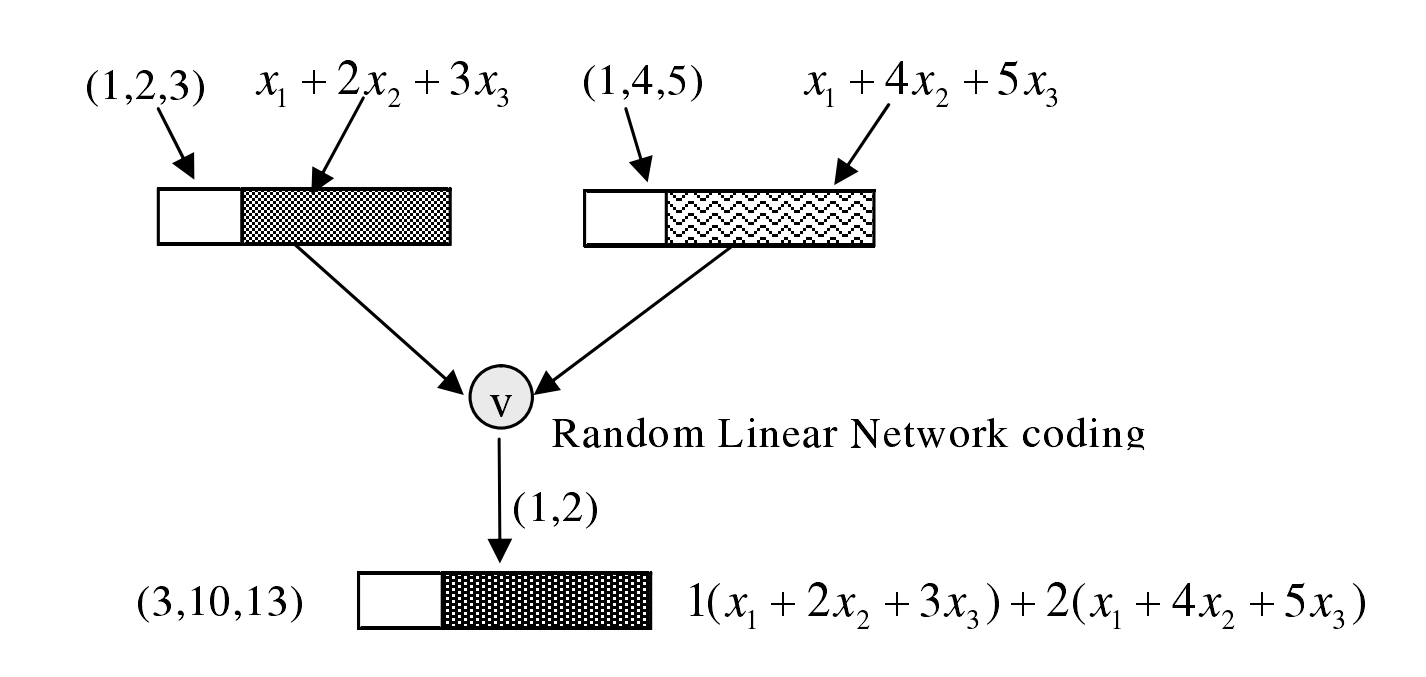 (1,2,3) x₁ + 2x₂ + 3x₃ (1,4,5) x₁ + 4x₂ + 5x₃
v
Random Linear Network coding
(1,2)
(3,10,13) 1(x₁ + 2x₂ + 3x₃) + 2(x₁ + 4x₂ + 5x₃)